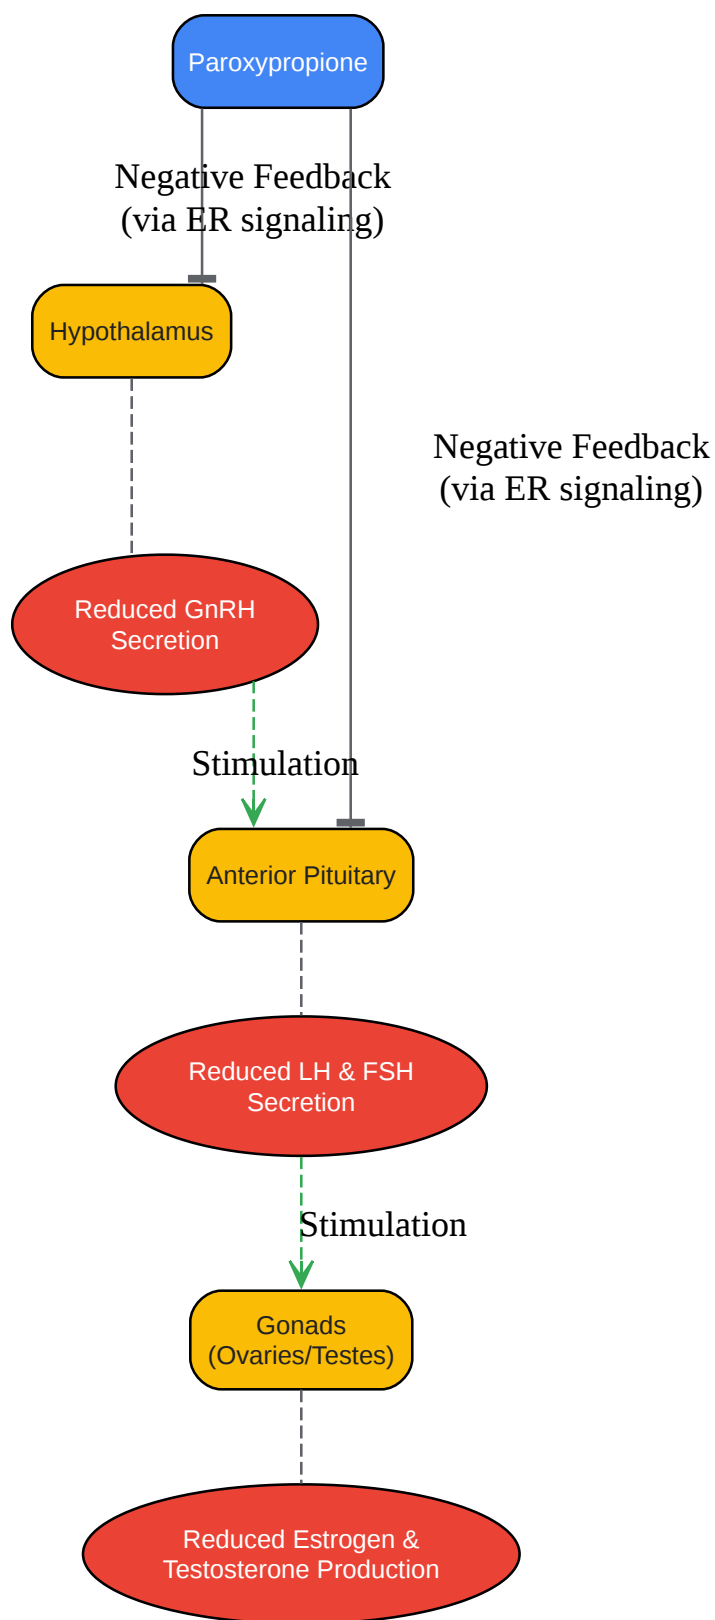 Paroxypropione
Negative Feedback
(via ER signaling)
Hypothalamus
Negative Feedback
(via ER signaling)
Reduced GnRH
Secretion
Stimulation
Anterior Pituitary
Reduced LH & FSH
Secretion
Stimulation
Gonads
(Ovaries/Testes)
Reduced Estrogen &
Testosterone Production